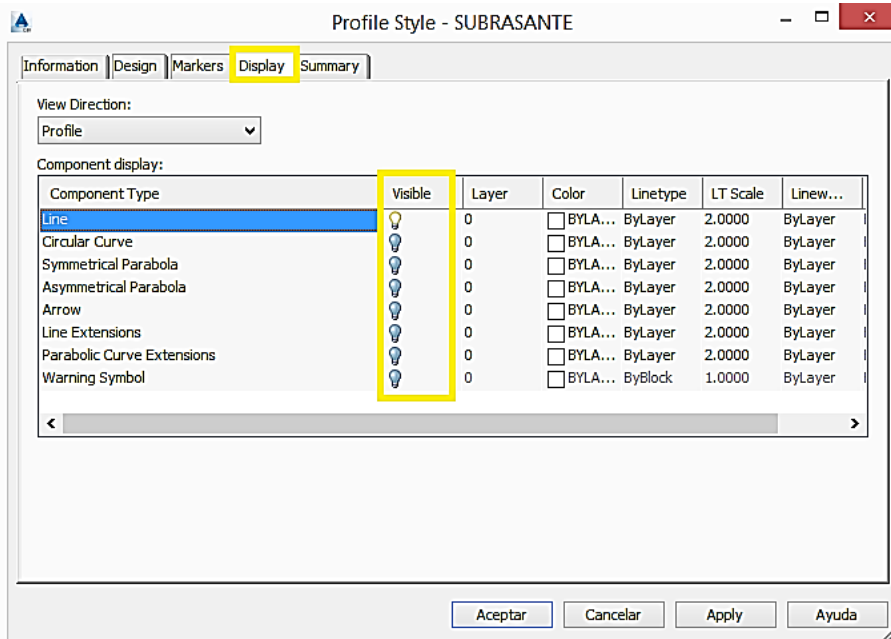 Profile Style - SUBRASANTE
Information Design Markers Display Summary
View Direction:
Profile
Component display:
Component Type Visible Layer Color Linetype LT Scale Linew...
Line 0 BYLA... ByLayer 2.0000 ByLayer
Circular Curve 0 BYLA... ByLayer 2.0000 ByLayer
Symmetrical Parabola 0 BYLA... ByLayer 2.0000 ByLayer
Asymmetrical Parabola 0 BYLA... ByLayer 2.0000 ByLayer
Arrow 0 BYLA... ByLayer 2.0000 ByLayer
Line Extensions 0 BYLA... ByLayer 2.0000 ByLayer
Parabolic Curve Extensions 0 BYLA... ByLayer 2.0000 ByLayer
Warning Symbol 0 BYLA... ByBlock 1.0000 ByLayer
Aceptar Cancelar Apply Ayuda